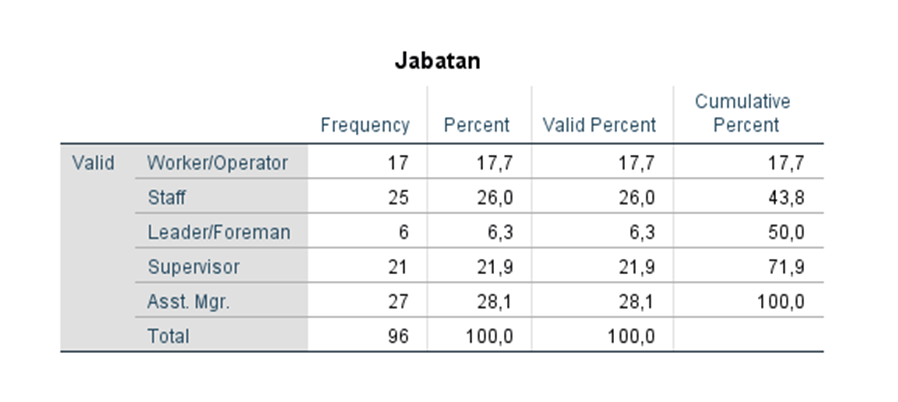 Jabatan
Frequency Percent Valid Percent Cumulative Percent
Valid Worker/Operator 17 17,7 17,7 17,7
Staff 25 26,0 26,0 43,8
Leader/Foreman 6 6,3 6,3 50,0
Supervisor 21 21,9 21,9 71,9
Asst. Mgr. 27 28,1 28,1 100,0
Total 96 100,0 100,0